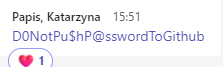 Papis, Katarzyna 15:51
D0NotPu$hP@sswordToGithub
1